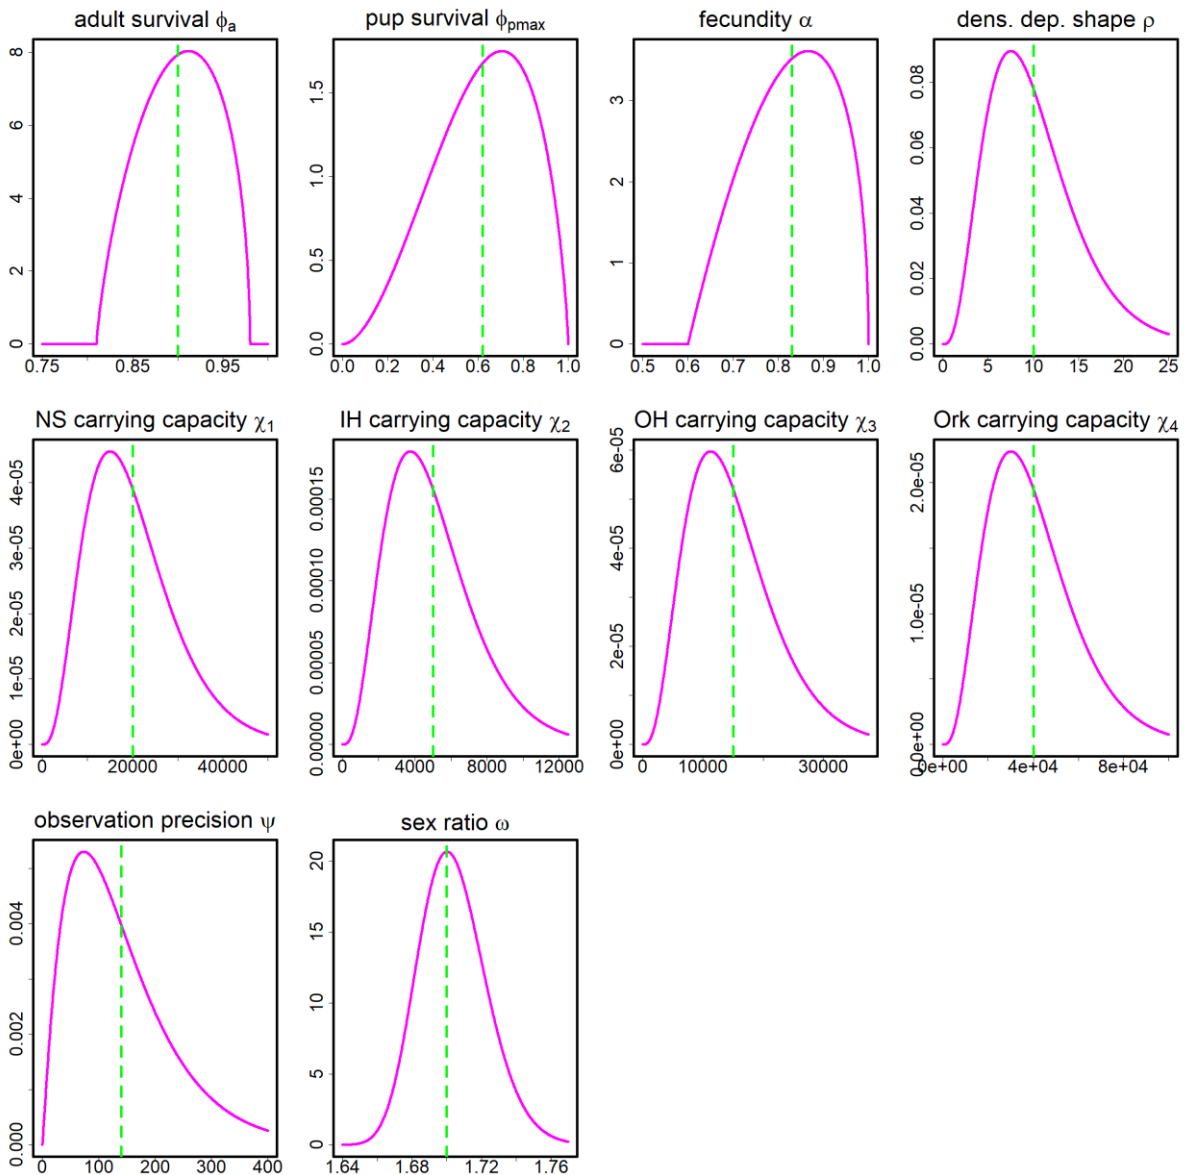 adult survival ϕa
pup survival ϕpmax
fecundity α
dens. dep. shape ρ
0 2 4 6 8
0.75 0.85 0.95
0.0 0.5 1.0 1.5
0.0 0.2 0.4 0.6 0.8 1.0
0 1 2 3
0.5 0.6 0.7 0.8 0.9 1.0
0.00 0.02 0.04 0.06 0.08
0 5 10 15 20 25
NS carrying capacity χ1
IH carrying capacity χ2
OH carrying capacity χ3
Ork carrying capacity χ4
0e+00 1e-05 2e-05 3e-05 4e-05
0 20000 40000
0.00000 0.00005 0.00010 0.00015
0 4000 8000 12000
0e+00 2e-05 4e-05 6e-05
0 10000 30000
0.0e+00 1.0e-05 2.0e-05
0e+00 4e+04 8e+04
observation precision ψ
sex ratio ω
0.000 0.002 0.004
0 100 200 300 400
0 5 10 15 20
1.64 1.68 1.72 1.76